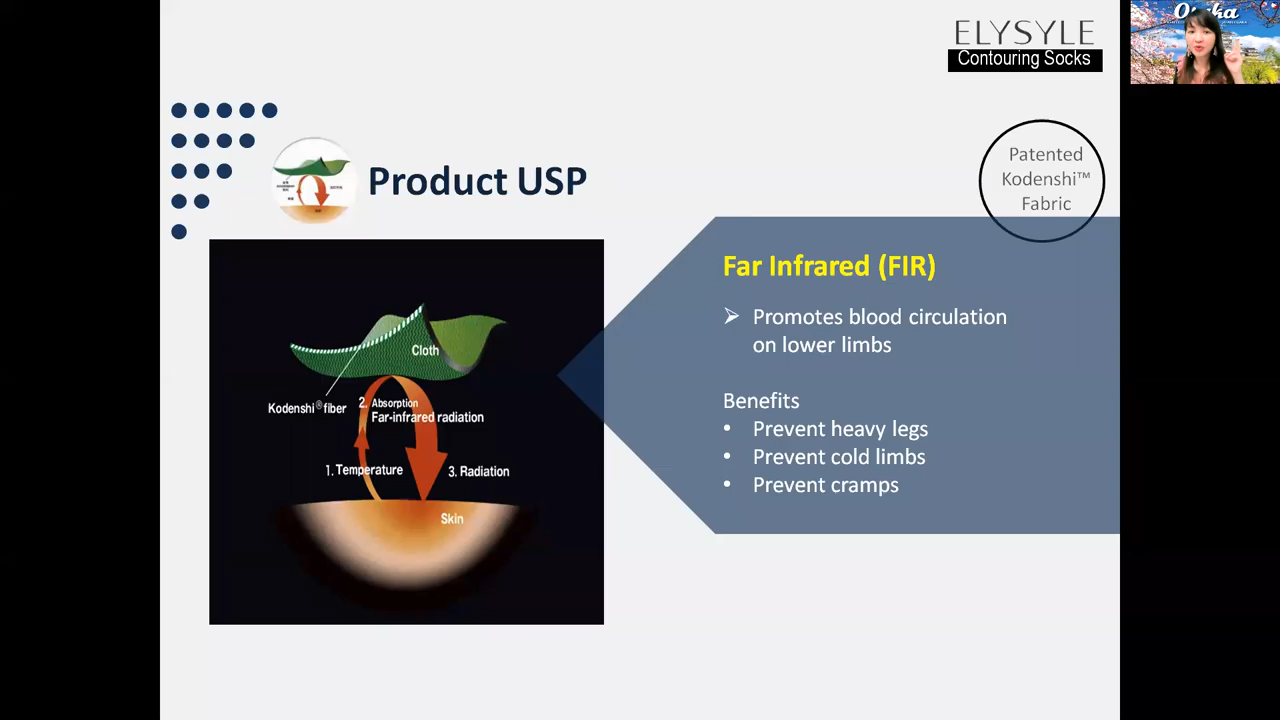 ELYSYLE
Contouring Socks
Product USP
Patented
Kodenshi™
Fabric
Far Infrared (FIR)
➢ Promotes blood circulation
on lower limbs
Benefits
• Prevent heavy legs
• Prevent cold limbs
• Prevent cramps
Cloth
Kodenshi® fiber
2. Absorption
Far-infrared radiation
1. Temperature
3. Radiation
Skin